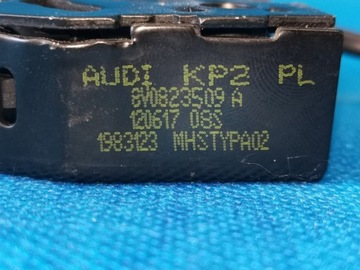 AUDI KP2 PL
8V0823509 A
120617 08S
1983123 MHSTYPA02